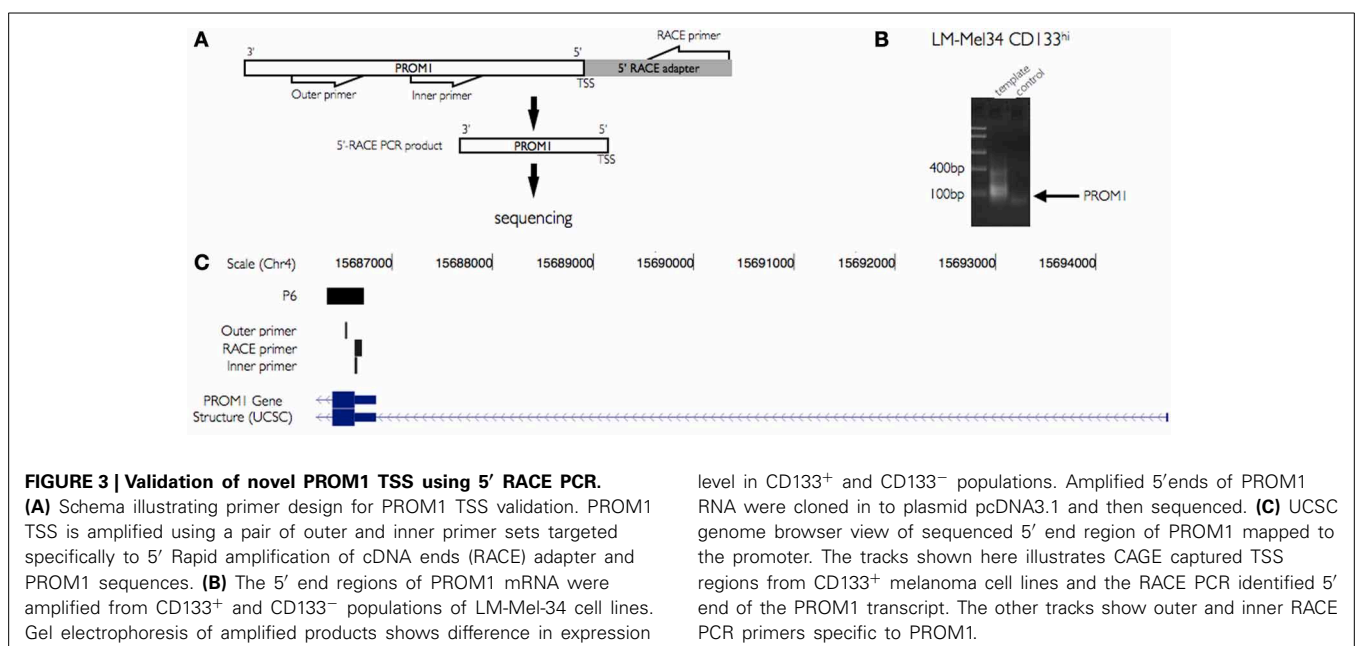 A
3'
5'
RACE primer
PROM1
5' RACE adapter
TSS
Outer primer
Inner primer
3'
5'
5'-RACE PCR product
PROM1
TSS
sequencing
B
LM-Mel34 CD133hi
template
control
400bp
100bp
PROM1
C
Scale (Chr4)
15687000
15688000
15689000
15690000
15691000
15692000
15693000
15694000
P6
Outer primer
RACE primer
Inner primer
PROM1 Gene
Structure (UCSC)
FIGURE 3 | Validation of novel PROM1 TSS using 5′ RACE PCR.
(A) Schema illustrating primer design for PROM1 TSS validation. PROM1
TSS is amplified using a pair of outer and inner primer sets targeted
specifically to 5′ Rapid amplification of cDNA ends (RACE) adapter and
PROM1 sequences. (B) The 5′ end regions of PROM1 mRNA were
amplified from CD133+ and CD133− populations of LM-Mel-34 cell lines.
Gel electrophoresis of amplified products shows difference in expression
level in CD133+ and CD133− populations. Amplified 5′ends of PROM1
RNA were cloned in to plasmid pcDNA3.1 and then sequenced. (C) UCSC
genome browser view of sequenced 5′ end region of PROM1 mapped to
the promoter. The tracks shown here illustrates CAGE captured TSS
regions from CD133+ melanoma cell lines and the RACE PCR identified 5′
end of the PROM1 transcript. The other tracks show outer and inner RACE
PCR primers specific to PROM1.